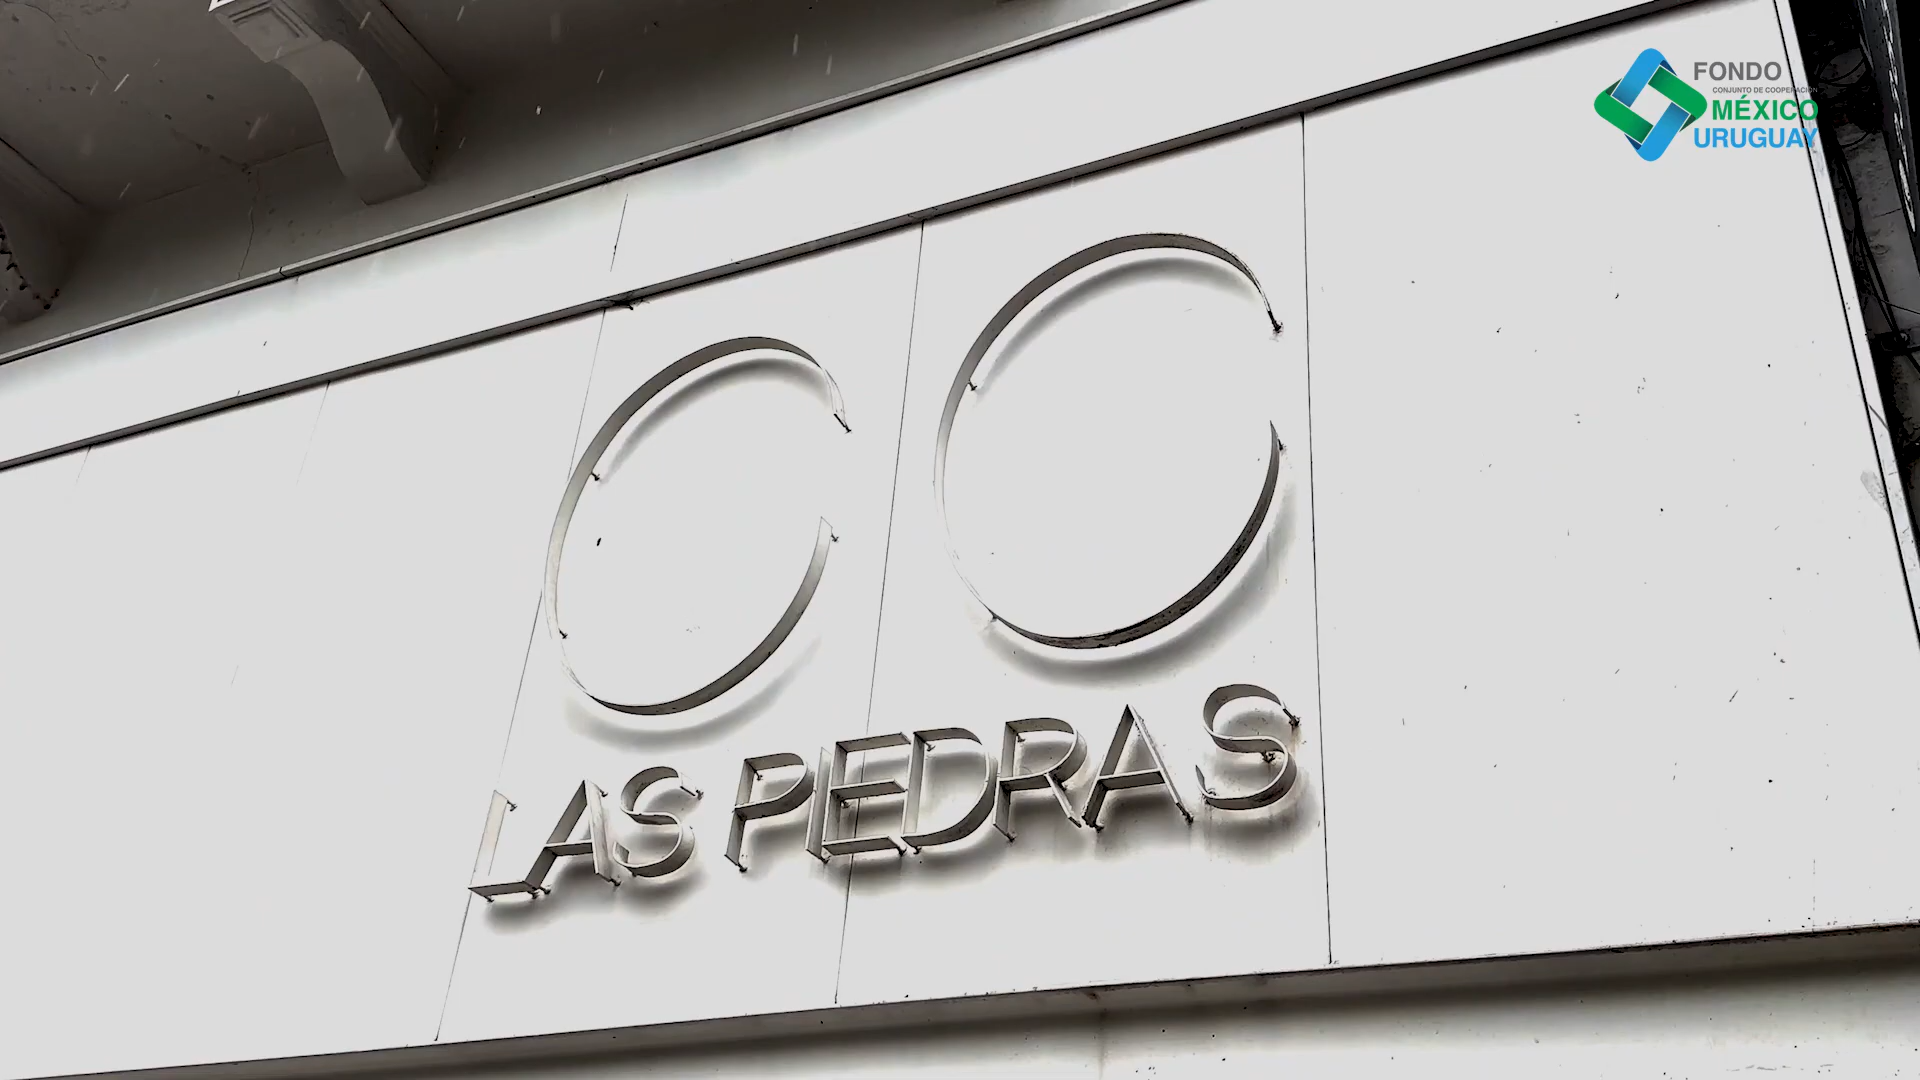 FONDO
CONJUNTO DE COOPERACIÓN
MÉXICO
URUGUAY
CC
LAS PIEDRAS